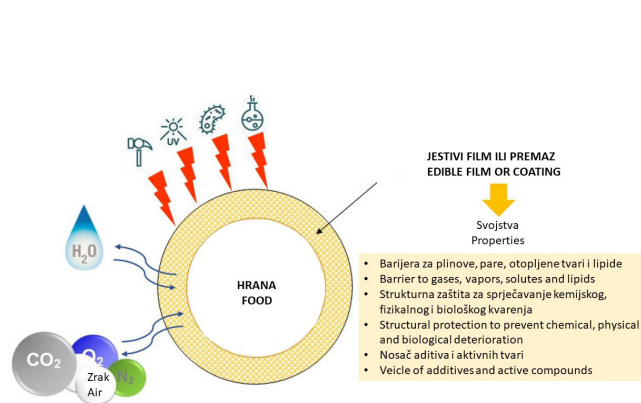 UV
JESTIVI FILM ILI PREMAZ
EDIBLE FILM OR COATING
Svojstva
Properties
H₂O
HRANA
FOOD
• Barijera za plinove, pare, otopljene tvari i lipide
• Barrier to gases, vapors, solutes and lipids
• Strukturna zaštita za sprječavanje kemijskog,
fizikalnog i biološkog kvarenja
• Structural protection to prevent chemical, physical
and biological deterioration
• Nosač aditiva i aktivnih tvari
• Veicle of additives and active compounds
CO₂
O₂
N₂
Zrak
Air